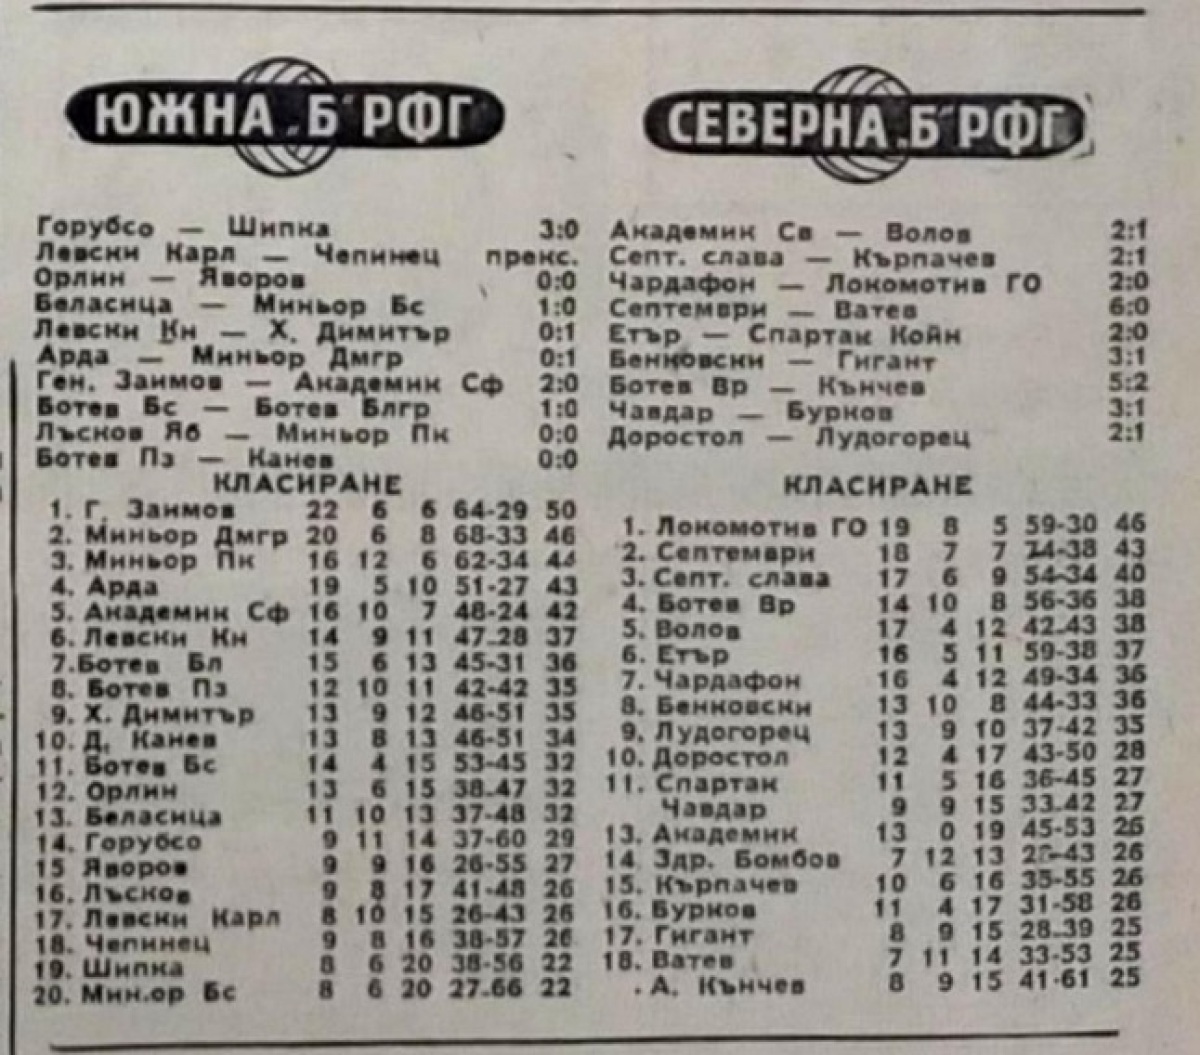 ЮЖНА „Б" РФГ
Горубсо — Шипка 3:0
Левски Карл — Чепинец прекс.
Орлин — Яворов 0:0
Беласица — Миньор Бс 1:0
Левски Кн — Х. Димитър 0:1
Арда — Миньор Дмгр 0:1
Ген. Заимов — Академик Сф 2:0
Ботев Бс — Ботев Блгр 1:0
Лъсков Яб — Миньор Пк 0:0
Ботев Пз — Канев 0:0
КЛАСИРАНЕ
1. Г. Заимов 22 6 6 64-29 50
2. Миньор Дмгр 20 6 8 68-33 46
3. Миньор Пк 16 12 6 62-34 44
4. Арда 19 5 10 51-27 43
5. Академик Сф 16 10 7 48-24 42
6. Левски Кн 14 9 11 47-28 37
7. Ботев Бл 15 6 13 45-31 36
8. Ботев Пз 12 10 11 42-42 35
9. Х. Димитър 13 9 12 46-51 35
10. Д. Канев 13 8 13 46-51 34
11. Ботев Бс 14 4 15 53-45 32
12. Орлин 13 6 15 38-47 32
13. Беласица 11 10 13 37-48 32
14. Горубсо 9 11 14 37-60 29
15 Яворов 9 9 16 26-55 27
16. Лъсков 9 8 17 41-48 26
17. Левски Карл 8 10 15 26-43 26
18. Чепинец 9 8 16 38-57 26
19. Шипка 8 6 20 38-56 22
20. Мин.ор Бс 8 6 20 27-66 22
СЕВЕРНА „Б" РФГ
Академик Св — Волов 2:1
Септ. слава — Кърпачев 2:1
Чардафон — Локомотив ГО 2:0
Септември — Ватев 6:0
Етър — Спартак Койн 2:0
Бенковски — Гигант 3:1
Ботев Вр — Кънчев 5:2
Чавдар — Бурков 3:1
Доростол — Лудогорец 2:1
КЛАСИРАНЕ
1. Локомотив ГО 19 8 5 59-30 46
2. Септември 18 7 7 74-38 43
3. Септ. слава 17 6 9 54-34 40
4. Ботев Вр 14 10 8 56-36 38
5. Волов 17 4 12 42-43 38
6. Етър 16 5 11 59-38 37
7. Чардафон 16 4 12 49-34 36
8. Бенковски 13 10 8 44-33 36
9. Лудогорец 13 9 10 37-42 35
10. Доростол 12 4 17 43-50 28
11. Спартак 11 5 16 36-45 27
Чавдар 9 9 15 33-42 27
13. Академик 13 0 19 45-53 26
14. Здр. Бомбов 7 12 13 26
15. Кърпачев 10 6 16 35-55 26
16. Бурков 11 4 17 31-58 26
17. Гигант 8 9 15 28-39 25
18. Ватев 7 11 14 33-53 25
. А. Кънчев 8 9 15 41-61 25